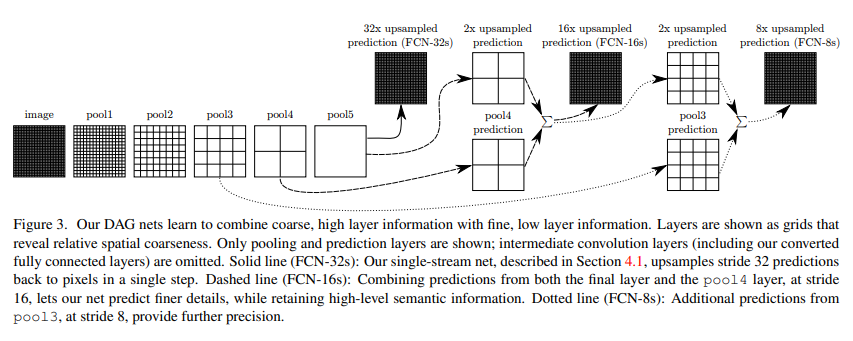 32x upsampled
prediction (FCN-32s)
2x upsampled
prediction
16x upsampled
prediction (FCN-16s)
2x upsampled
prediction
8x upsampled
prediction (FCN-8s)
image
pool1
pool2
pool3
pool4
pool5
pool4
prediction
pool3
prediction
Σ
Σ
Figure 3. Our DAG nets learn to combine coarse, high layer information with fine, low layer information. Layers are shown as grids that
reveal relative spatial coarseness. Only pooling and prediction layers are shown; intermediate convolution layers (including our converted
fully connected layers) are omitted. Solid line (FCN-32s): Our single-stream net, described in Section 4.1, upsamples stride 32 predictions
back to pixels in a single step. Dashed line (FCN-16s): Combining predictions from both the final layer and the pool4 layer, at stride
16, lets our net predict finer details, while retaining high-level semantic information. Dotted line (FCN-8s): Additional predictions from
pool3, at stride 8, provide further precision.